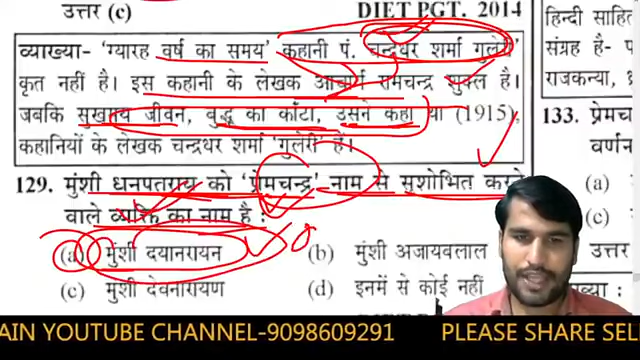 उत्तर (c) DIET PGT. 2014
व्याख्या- 'ग्यारह वर्ष का समय' कहानी पं. चन्द्रधर शर्मा गुलेरी'
कृत नहीं है। इस कहानी के लेखक आचार्य रामचन्द्र शुक्ल है।
जबकि सुखमय जीवन, बुद्धू का काँटा, उसने कहा था (1915),
कहानियों के लेखक चन्द्रधर शर्मा 'गुलेरी' हैं।
129. मुंशी धनपतराय को 'प्रेमचन्द्र' नाम से सुशोभित करने
वाले व्यक्ति का नाम है :
(a) मुंशी दयानरायन (b) मुंशी अजायवलाल
(c) मुंशी देवनारायण (d) इनमें से कोई नहीं
हिन्दी साहि
संग्रह है- प
राजकन्या,
133. प्रेमच
वर्णन
(a)
(c)
उत्तर
AIN YOUTUBE CHANNEL-9098609291 PLEASE SHARE SEL